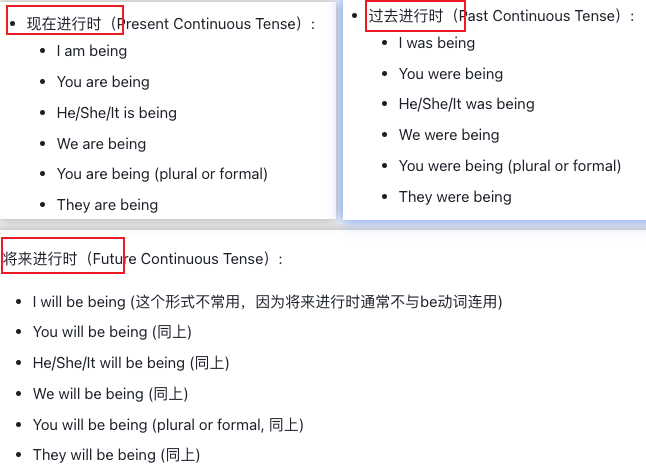 现在进行时（Present Continuous Tense）:
I am being
You are being
He/She/It is being
We are being
You are being (plural or formal)
They are being
过去进行时（Past Continuous Tense）:
I was being
You were being
He/She/It was being
We were being
You were being (plural or formal)
They were being
将来进行时（Future Continuous Tense）:
I will be being (这个形式不常用，因为将来进行时通常不与be动词连用)
You will be being (同上)
He/She/It will be being (同上)
We will be being (同上)
You will be being (plural or formal, 同上)
They will be being (同上)